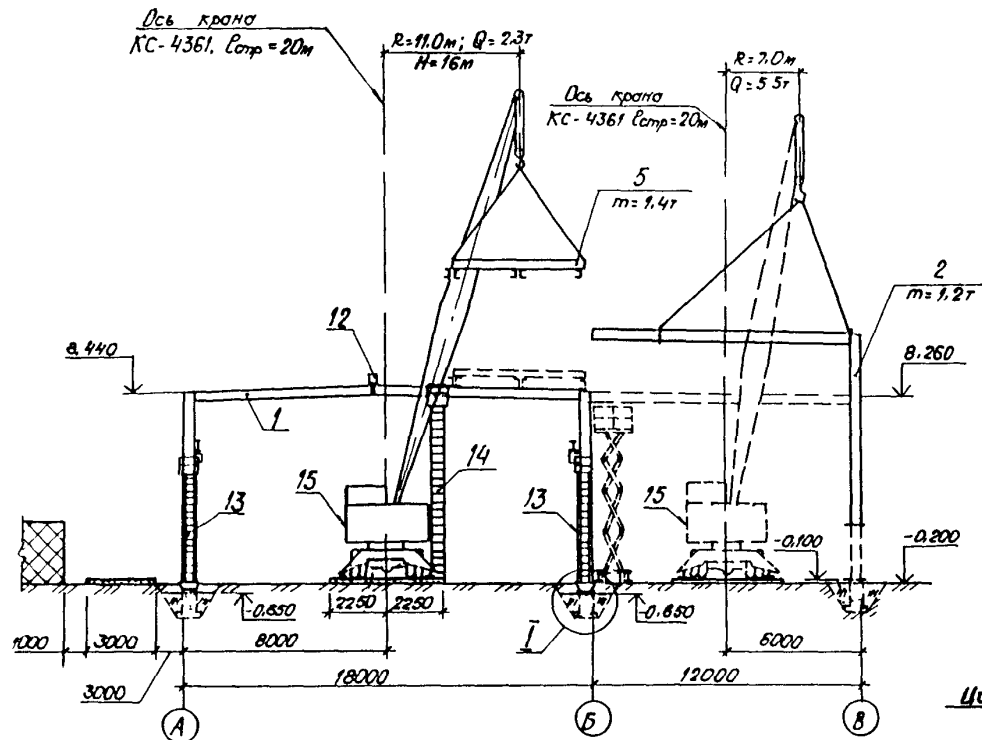 Ось крана
КС-4361, lстр=20м
R=11.0м; Q=2.3т
H=16м
Ось крана
КС-4361 lстр=20м
R=7.0м
Q=5.5т
5
m=1,4т
2
m=1,2т
12
8.440
8.260
1
14
15
13
13
15
-0.100
-0.200
-0.650
-0.650
2250
2250
I
1000
3000
8000
6000
3000
18000
12000
А
Б
В